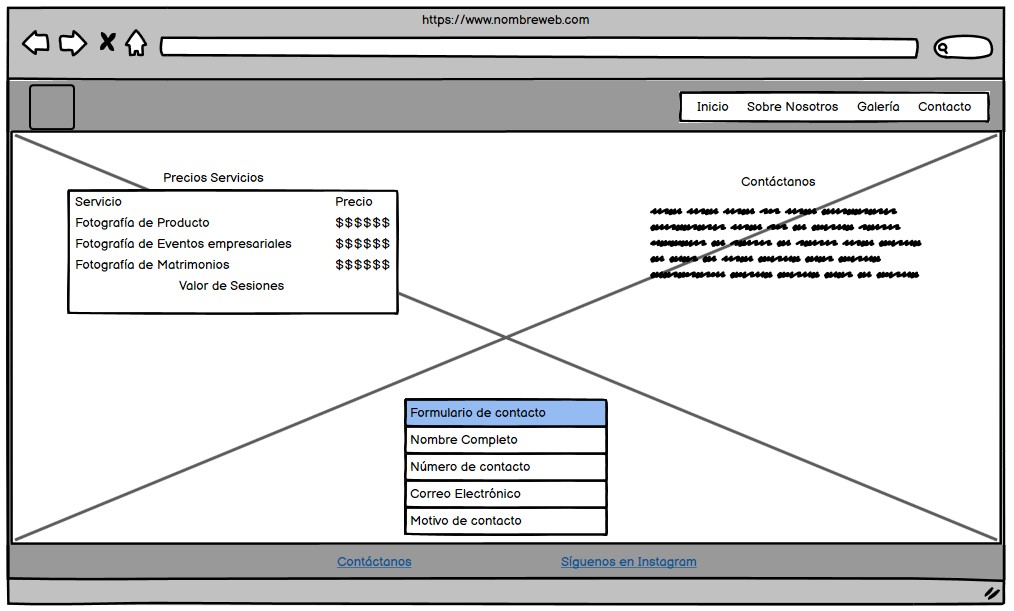 https://www.nombreweb.com
Inicio Sobre Nosotros Galería Contacto
Precios Servicios
Servicio Precio
Fotografía de Producto $$$$$$
Fotografía de Eventos empresariales $$$$$$
Fotografía de Matrimonios $$$$$$
Valor de Sesiones
Contáctanos
Formulario de contacto
Nombre Completo
Número de contacto
Correo Electrónico
Motivo de contacto
Contáctanos Síguenos en Instagram